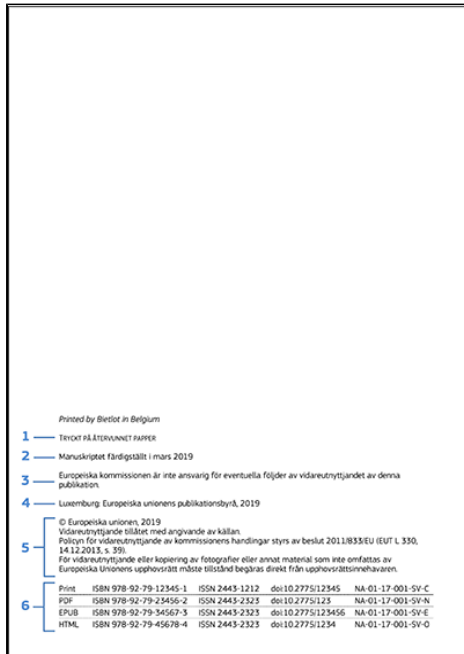 Printed by Bietlot in Belgium
1 TRYCKT PÅ ÅTERVUNNET PAPPER
2 Manuskriptet färdigställt i mars 2019
3 Europeiska kommissionen är inte ansvarig för eventuella följder av vidareutnyttjandet av denna
publikation.
4 Luxemburg: Europeiska unionens publikationsbyrå, 2019
© Europeiska unionen, 2019
Vidareutnyttjande tillåtet med angivande av källan.
5 Policyn för vidareutnyttjande av kommissionens handlingar styrs av beslut 2011/833/EU (EUT L 330,
14.12.2013, s. 39).
För vidareutnyttjande eller kopiering av fotografier eller annat material som inte omfattas av
Europeiska Unionens upphovsrätt måste tillstånd begäras direkt från upphovsrättsinnehavaren.
Print ISBN 978-92-79-12345-1 ISSN 2443-1212 doi:10.2775/12345 NA-01-17-001-SV-C
6 PDF ISBN 978-92-79-23456-2 ISSN 2443-2323 doi:10.2775/123 NA-01-17-001-SV-N
EPUB ISBN 978-92-79-34567-3 ISSN 2443-2323 doi:10.2775/123456 NA-01-17-001-SV-E
HTML ISBN 978-92-79-45678-4 ISSN 2443-2323 doi:10.2775/1234 NA-01-17-001-SV-O